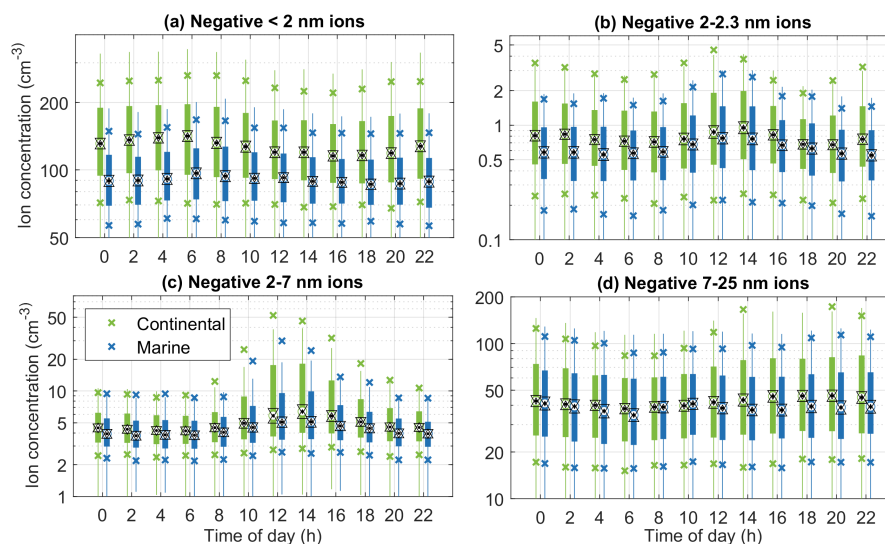 (a) Negative < 2 nm ions
(b) Negative 2-2.3 nm ions
Ion concentration (cm⁻³)
200
100
50
0 2 4 6 8 10 12 14 16 18 20 22
5
2
1
0.5
0.1
0 2 4 6 8 10 12 14 16 18 20 22
(c) Negative 2-7 nm ions
(d) Negative 7-25 nm ions
Ion concentration (cm⁻³)
50
20
10
5
2
1
Continental
Marine
0 2 4 6 8 10 12 14 16 18 20 22
Time of day (h)
200
100
50
20
10
0 2 4 6 8 10 12 14 16 18 20 22
Time of day (h)